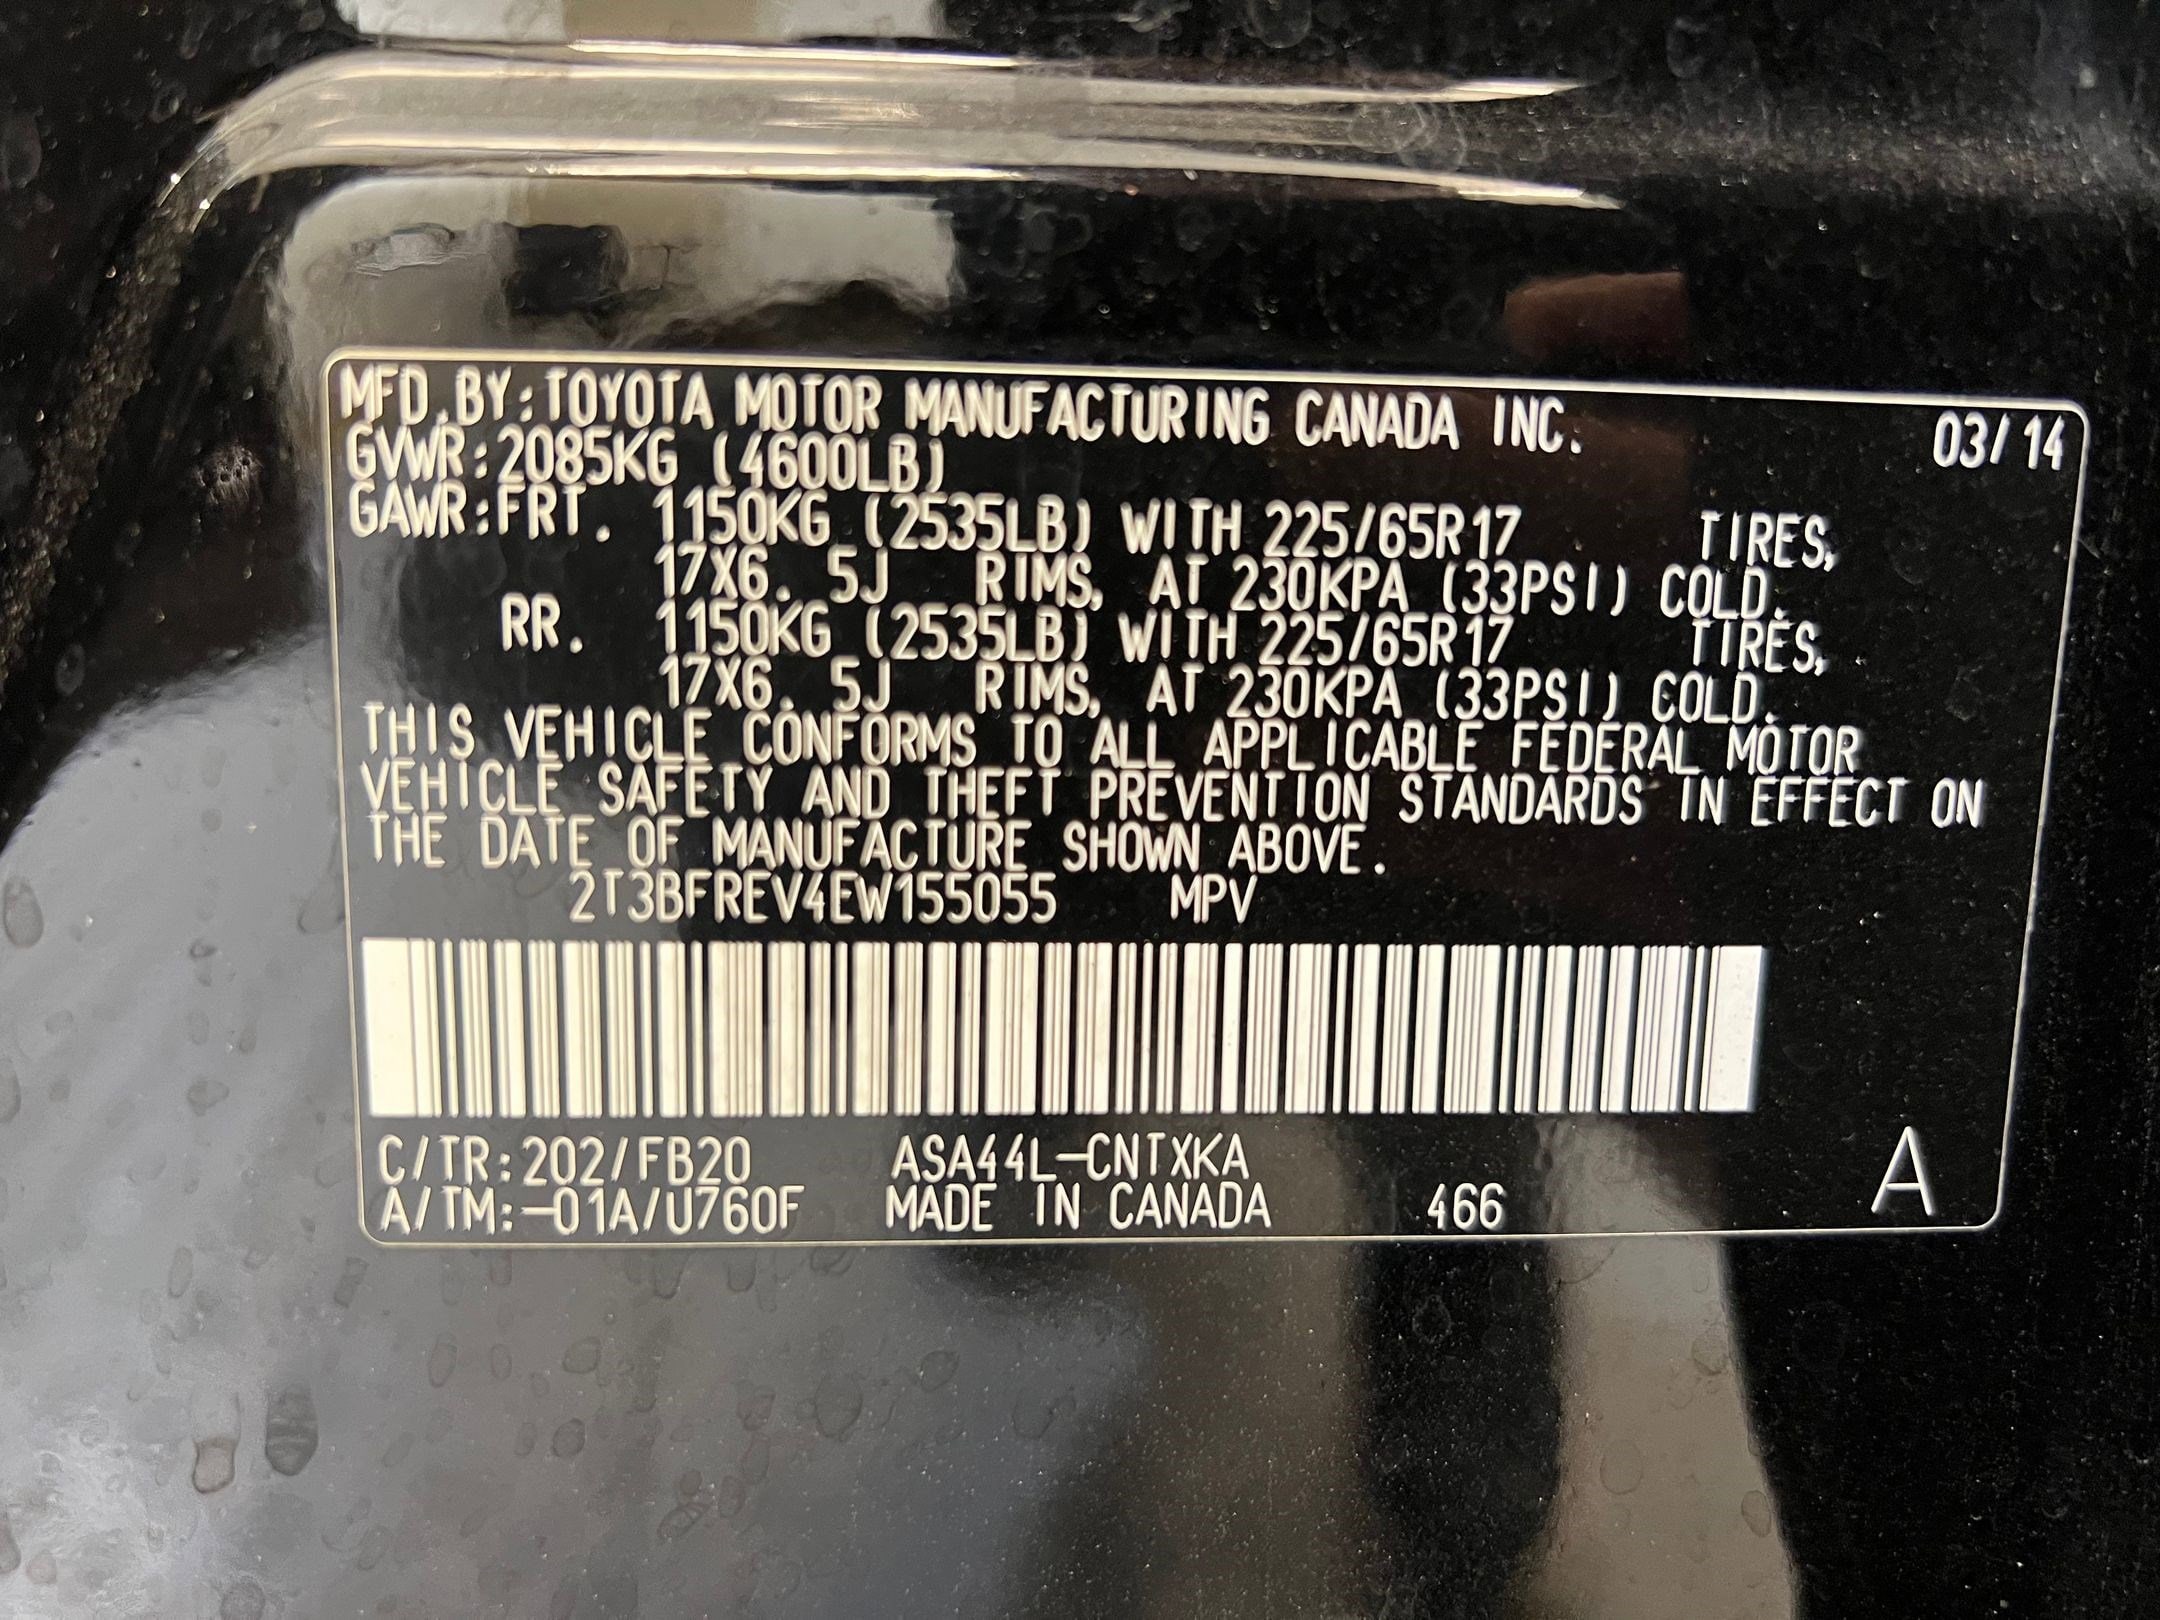 MFD.BY:TOYOTA MOTOR MANUFACTURING CANADA INC. 03/14
GVWR:2085KG (4600LB)
GAWR:FRT. 1150KG (2535LB) WITH 225/65R17 TIRES,
17X6.5J RIMS, AT 230KPA (33PSI) COLD.
RR. 1150KG (2535LB) WITH 225/65R17 TIRES,
17X6.5J RIMS, AT 230KPA (33PSI) COLD.
THIS VEHICLE CONFORMS TO ALL APPLICABLE FEDERAL MOTOR
VEHICLE SAFETY AND THEFT PREVENTION STANDARDS IN EFFECT ON
THE DATE OF MANUFACTURE SHOWN ABOVE.
2T3BFREV4EW155055 MPV
C/TR:202/FB20 ASA44L-CNTXKA
A/TM:-01A/U760F MADE IN CANADA 466 A